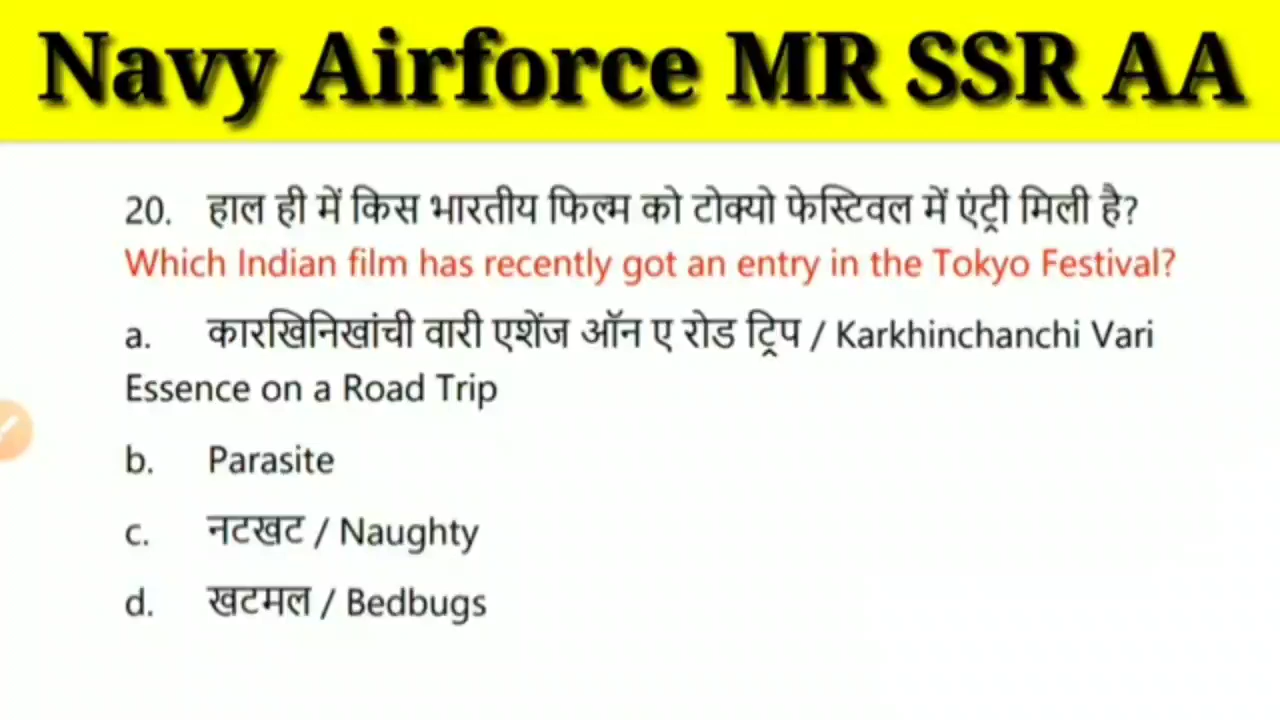 Navy Airforce MR SSR AA
20. हाल ही में किस भारतीय फिल्म को टोक्यो फेस्टिवल में एंट्री मिली है?
Which Indian film has recently got an entry in the Tokyo Festival?
a. कारखिनिखांची वारी एशेंज ऑन ए रोड ट्रिप / Karkhinchanchi Vari
Essence on a Road Trip
b. Parasite
c. नटखट / Naughty
d. खटमल / Bedbugs